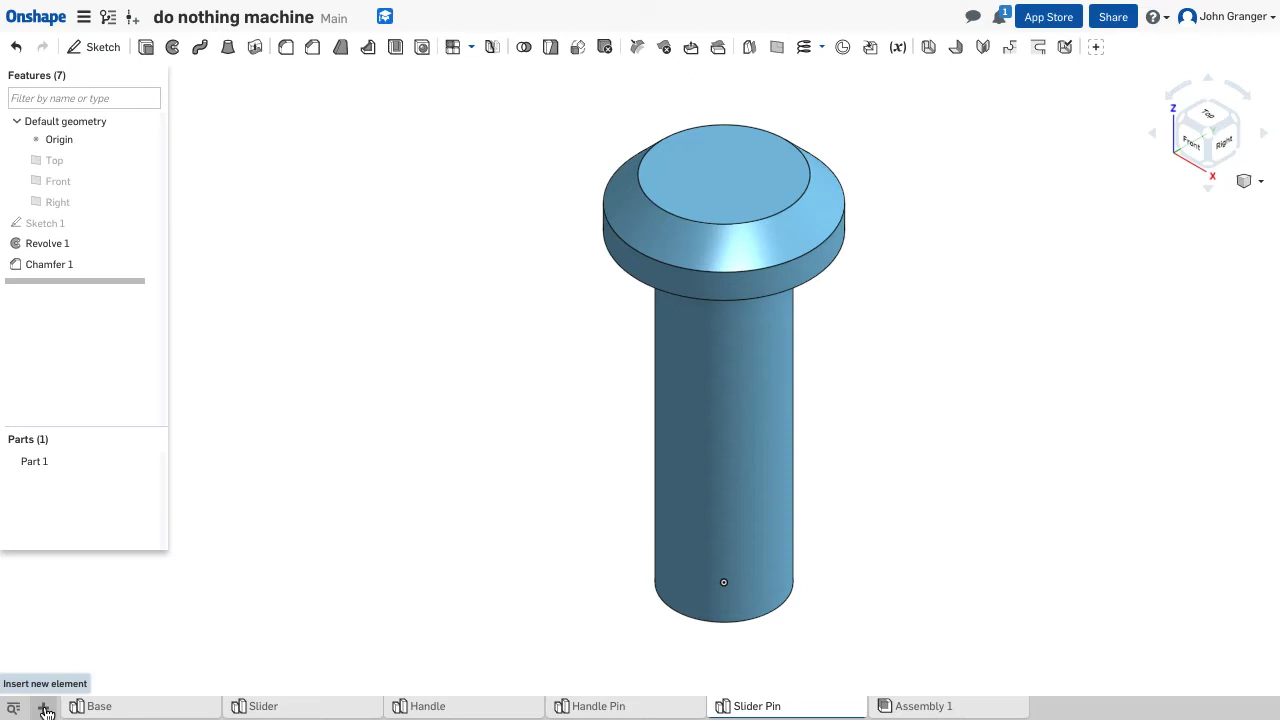 Onshape
do nothing machine Main
1
App Store
Share
John Granger
Sketch
(x)
Features (7)
Filter by name or type
Default geometry
Origin
Top
Front
Right
Sketch 1
Revolve 1
Chamfer 1
Parts (1)
Part 1
Z
Top
Front
Right
X
Insert new element
Base
Slider
Handle
Handle Pin
Slider Pin
Assembly 1